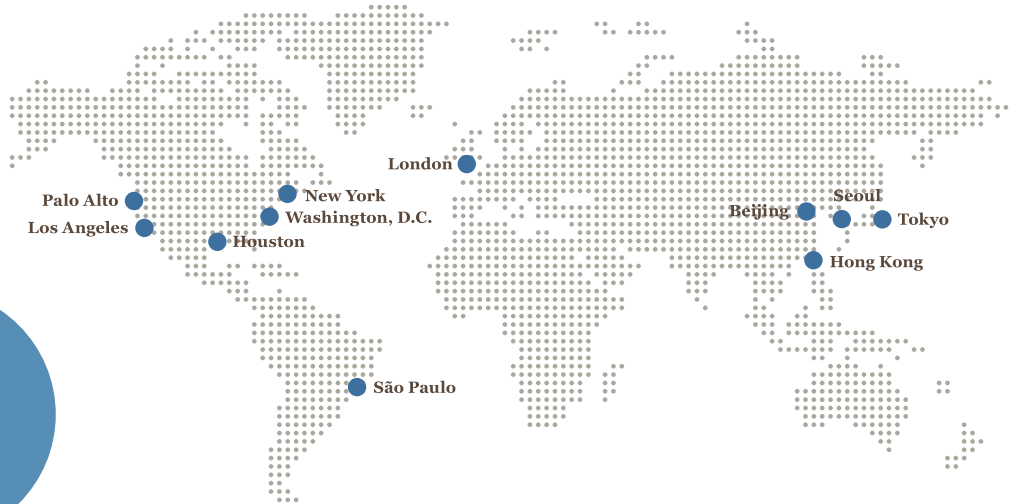 London
Palo Alto
New York
Seoul
Beijing
Washington, D.C.
Tokyo
Los Angeles
Houston
Hong Kong
São Paulo